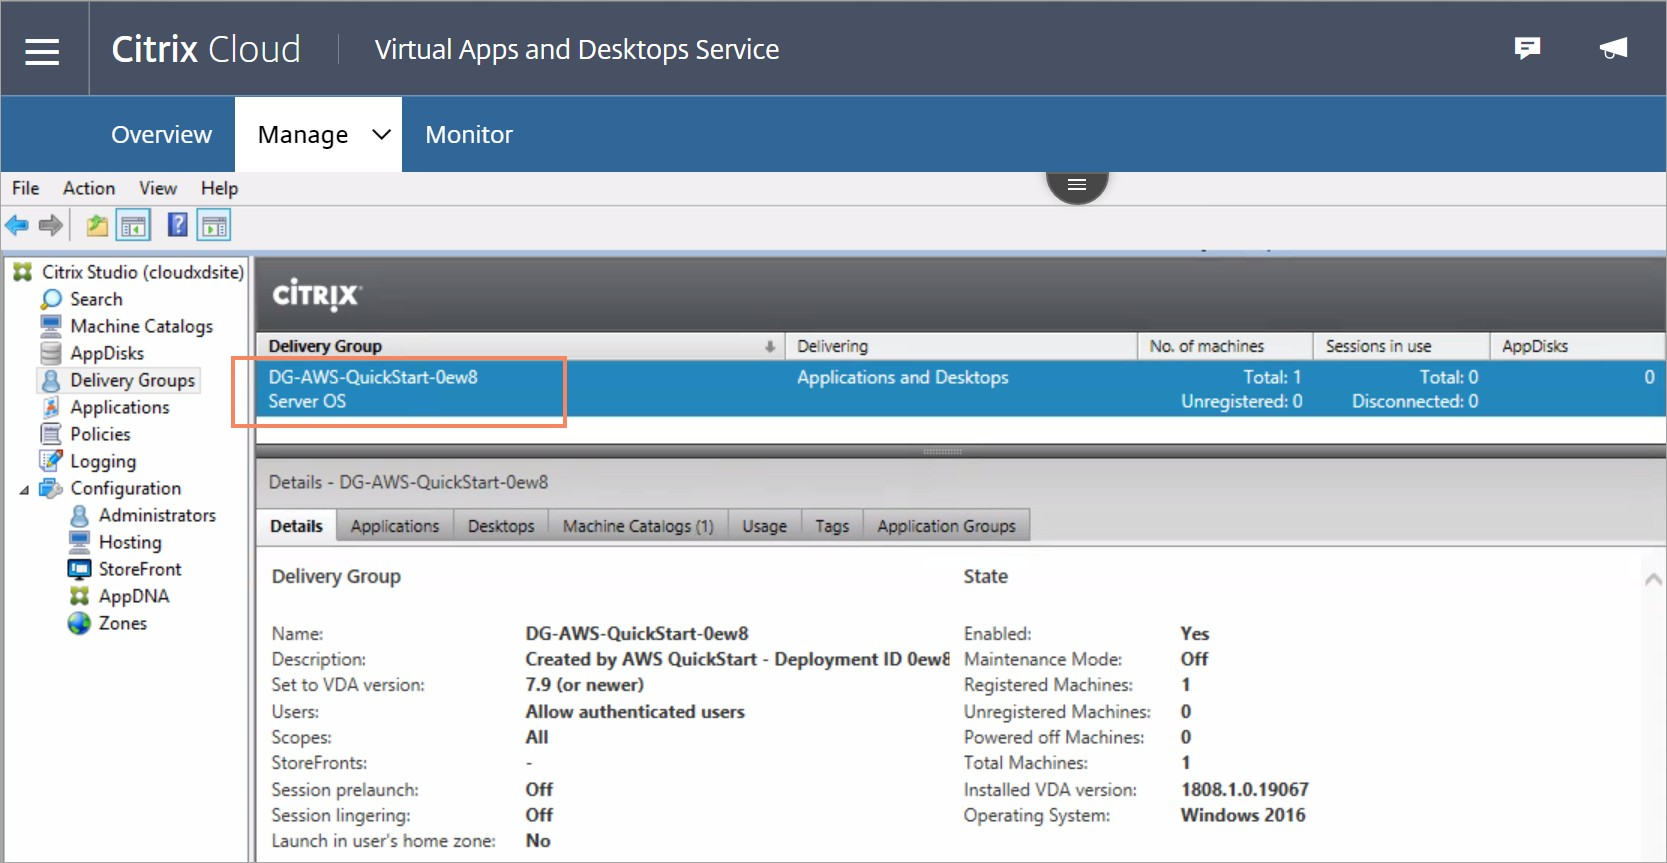 Citrix Cloud Virtual Apps and Desktops Service
Overview Manage Monitor
File Action View Help
Citrix Studio (cloudxdsite)
Search
Machine Catalogs
AppDisks
Delivery Groups
Applications
Policies
Logging
Configuration
Administrators
Hosting
StoreFront
AppDNA
Zones
CITRIX
Delivery Group Delivering No. of machines Sessions in use AppDisks
DG-AWS-QuickStart-0ew8 Applications and Desktops Total: 1 Total: 0 0
Server OS Unregistered: 0 Disconnected: 0
Details - DG-AWS-QuickStart-0ew8
Details Applications Desktops Machine Catalogs (1) Usage Tags Application Groups
Delivery Group
Name: DG-AWS-QuickStart-0ew8
Description: Created by AWS QuickStart - Deployment ID 0ew8
Set to VDA version: 7.9 (or newer)
Users: Allow authenticated users
Scopes: All
StoreFronts: -
Session prelaunch: Off
Session lingering: Off
Launch in user's home zone: No
State
Enabled: Yes
Maintenance Mode: Off
Registered Machines: 1
Unregistered Machines: 0
Powered off Machines: 0
Total Machines: 1
Installed VDA version: 1808.1.0.19067
Operating System: Windows 2016